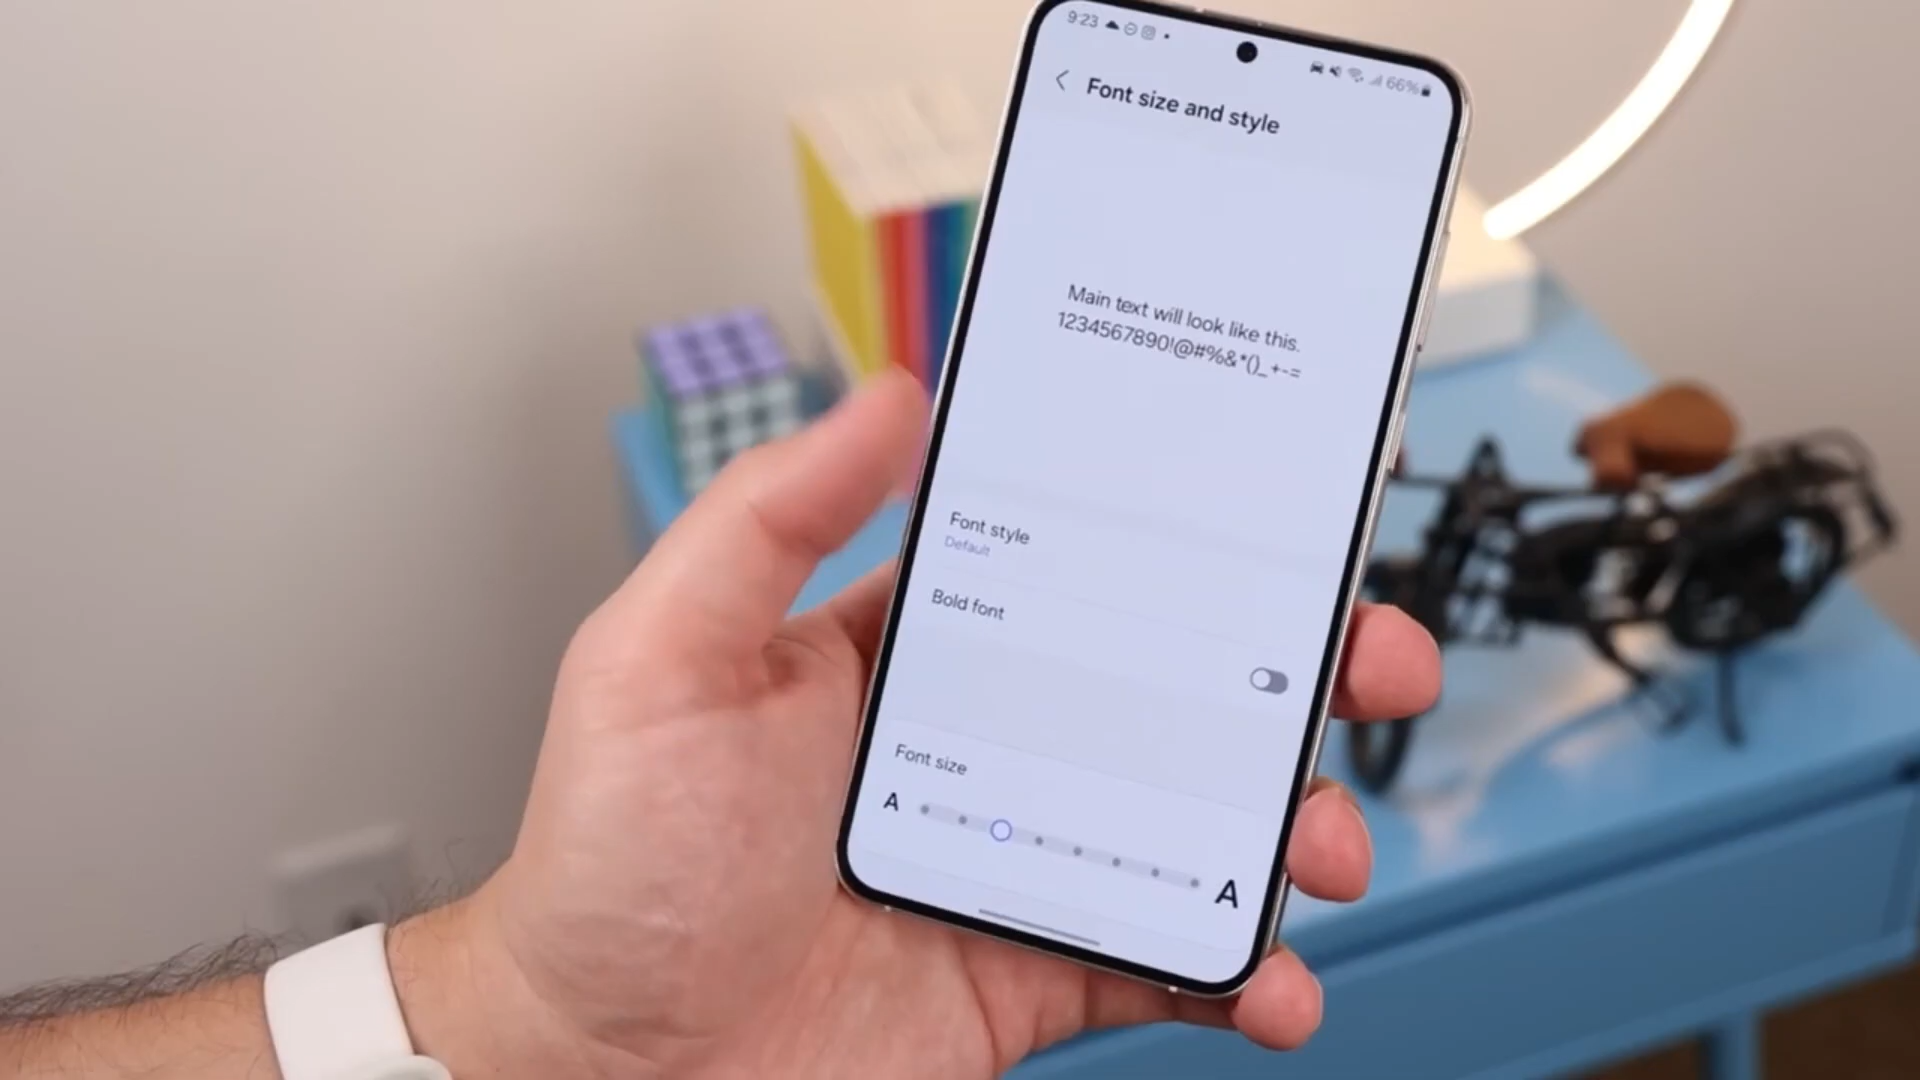 9:23
66%
Font size and style
Main text will look like this.
1234567890!@#%&*()_+-=
Font style
Default
Bold font
Font size
A A